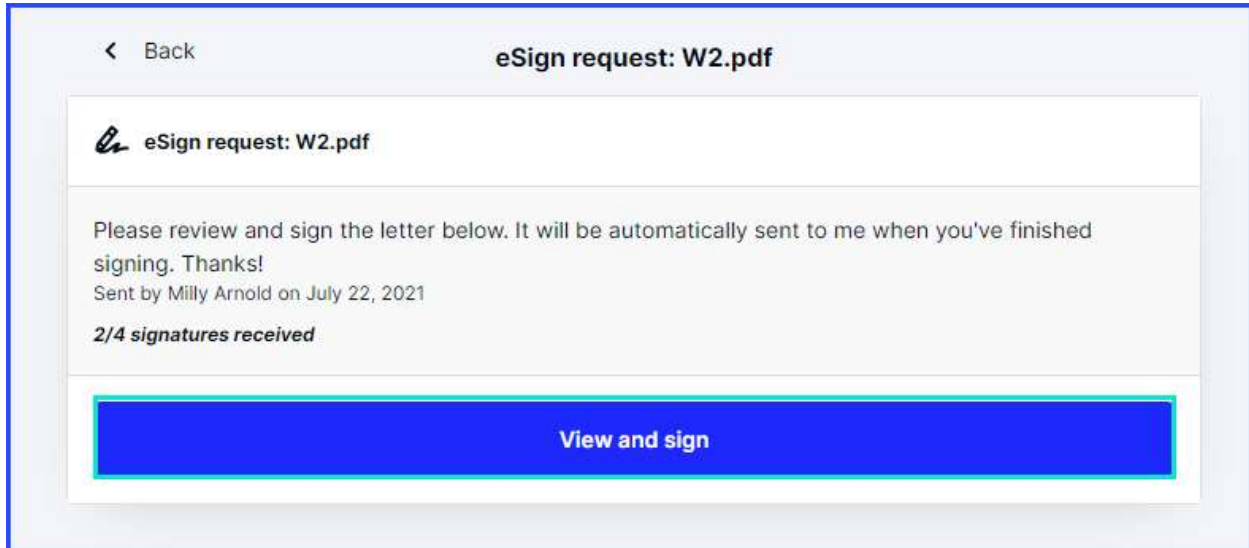 Back
eSign request: W2.pdf
eSign request: W2.pdf
Please review and sign the letter below. It will be automatically sent to me when you've finished
signing. Thanks!
Sent by Milly Arnold on July 22, 2021
2/4 signatures received
View and sign